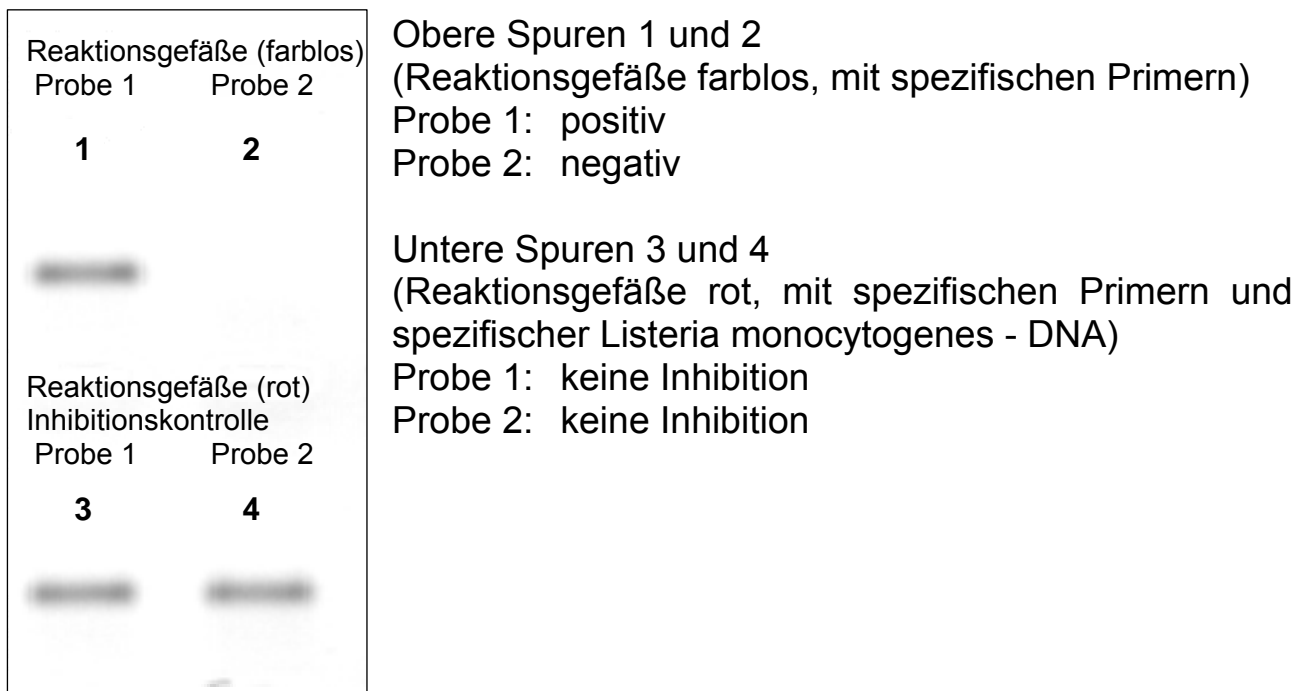 Reaktionsgefäße (farblos)
Probe 1 Probe 2
1 2
Reaktionsgefäße (rot)
Inhibitionskontrolle
Probe 1 Probe 2
3 4
Obere Spuren 1 und 2
(Reaktionsgefäße farblos, mit spezifischen Primern)
Probe 1: positiv
Probe 2: negativ
Untere Spuren 3 und 4
(Reaktionsgefäße rot, mit spezifischen Primern und
spezifischer Listeria monocytogenes - DNA)
Probe 1: keine Inhibition
Probe 2: keine Inhibition